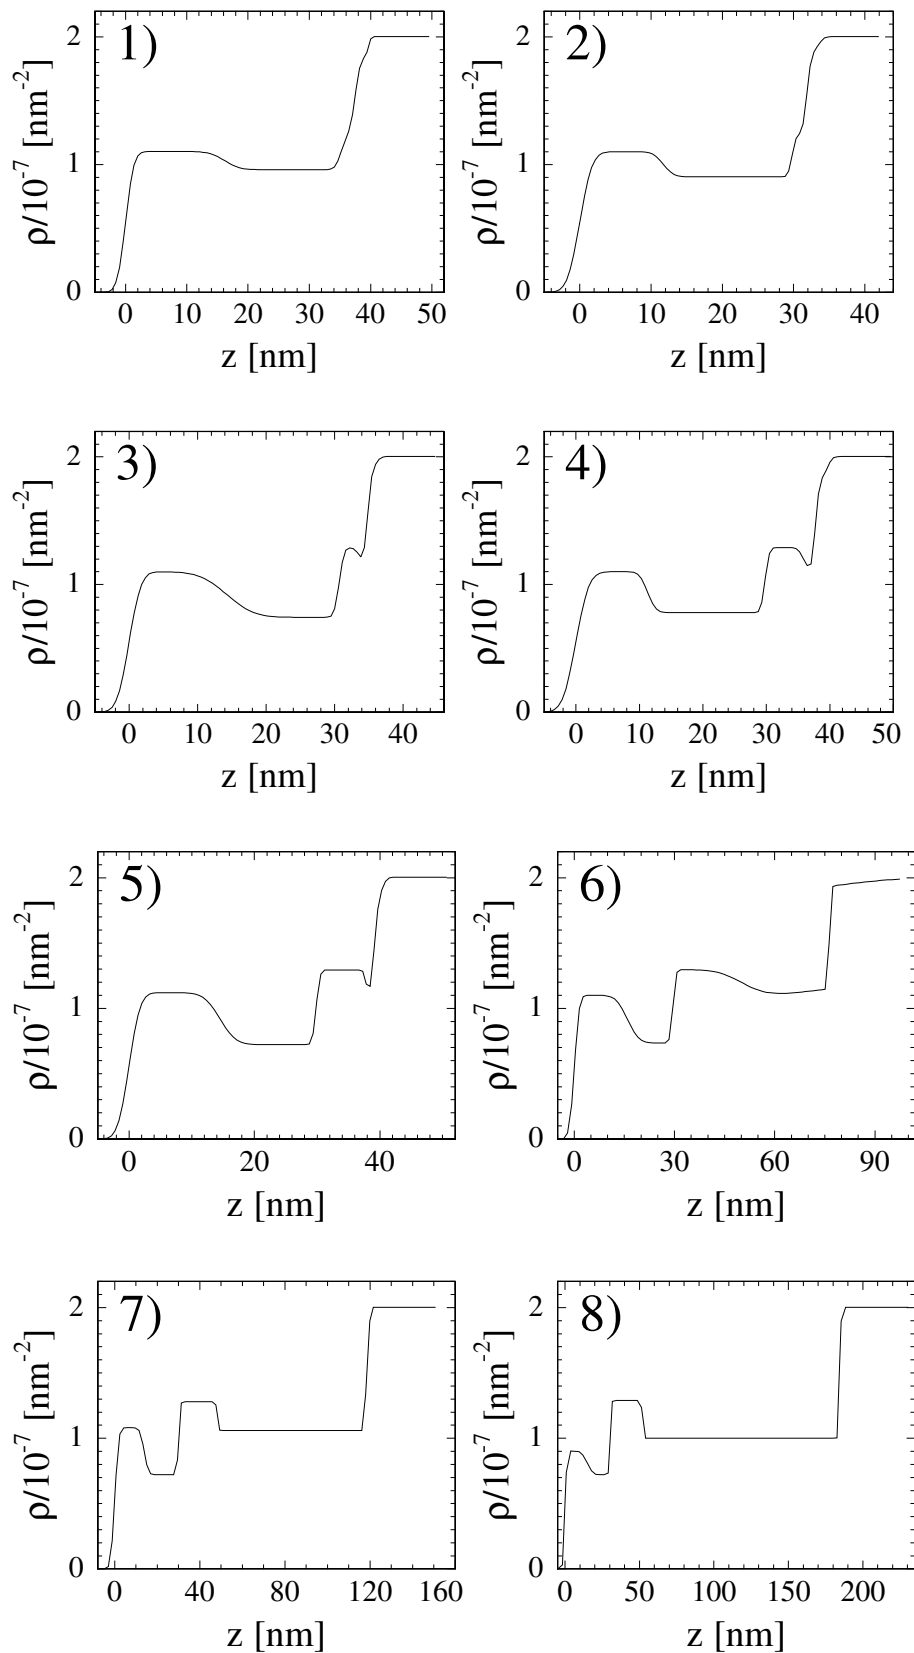 1)
2
1
0
ρ/10⁻⁷ [nm⁻²]
0 10 20 30 40 50
z [nm]
2)
2
1
0
ρ/10⁻⁷ [nm⁻²]
0 10 20 30 40
z [nm]
3)
2
1
0
ρ/10⁻⁷ [nm⁻²]
0 10 20 30 40
z [nm]
4)
2
1
0
ρ/10⁻⁷ [nm⁻²]
0 10 20 30 40 50
z [nm]
5)
2
1
0
ρ/10⁻⁷ [nm⁻²]
0 20 40
z [nm]
6)
2
1
0
ρ/10⁻⁷ [nm⁻²]
0 30 60 90
z [nm]
7)
2
1
0
ρ/10⁻⁷ [nm⁻²]
0 40 80 120 160
z [nm]
8)
2
1
0
ρ/10⁻⁷ [nm⁻²]
0 50 100 150 200
z [nm]